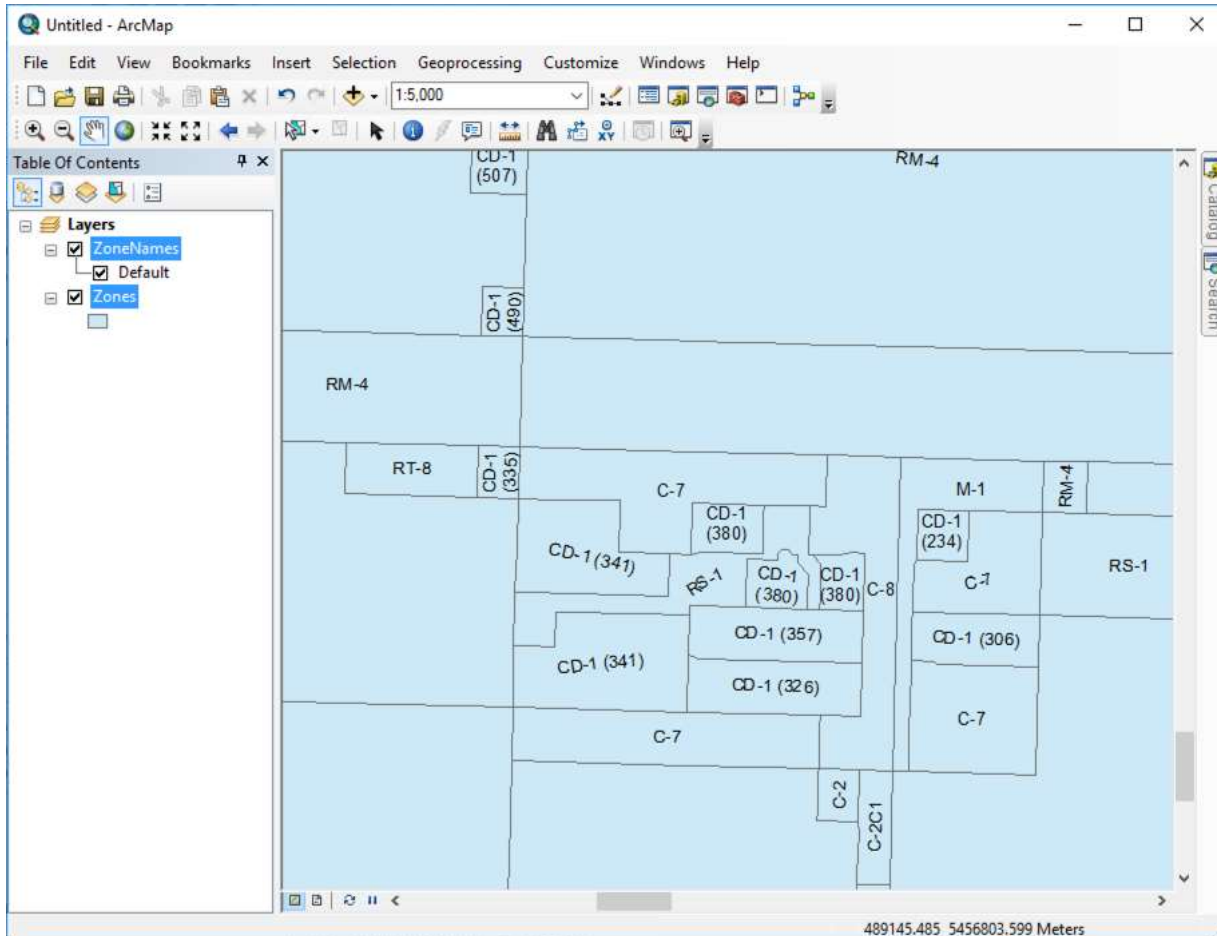 Untitled - ArcMap
File Edit View Bookmarks Insert Selection Geoprocessing Customize Windows Help
1:5,000
Table Of Contents
Layers
ZoneNames
Default
Zones
CD-1
(507)
RM-4
CD-1
(490)
RM-4
RT-8
CD-1
(335)
C-7
M-1
RM-4
CD-1
(380)
CD-1
(234)
CD-1 (341)
RS-1
CD-1
(380)
CD-1
(380)
C-8
C-7
RS-1
CD-1 (357)
CD-1 (306)
CD-1 (341)
CD-1 (326)
C-7
C-7
C-2
C-2C1
Catalog
Search
489145.485 5456803.599 Meters